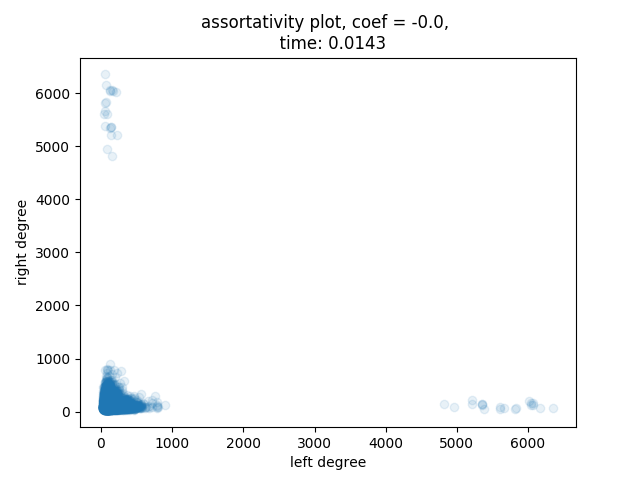 assortativity plot, coef = -0.0,
time: 0.0143
right degree
6000
5000
4000
3000
2000
1000
0
0 1000 2000 3000 4000 5000 6000
left degree